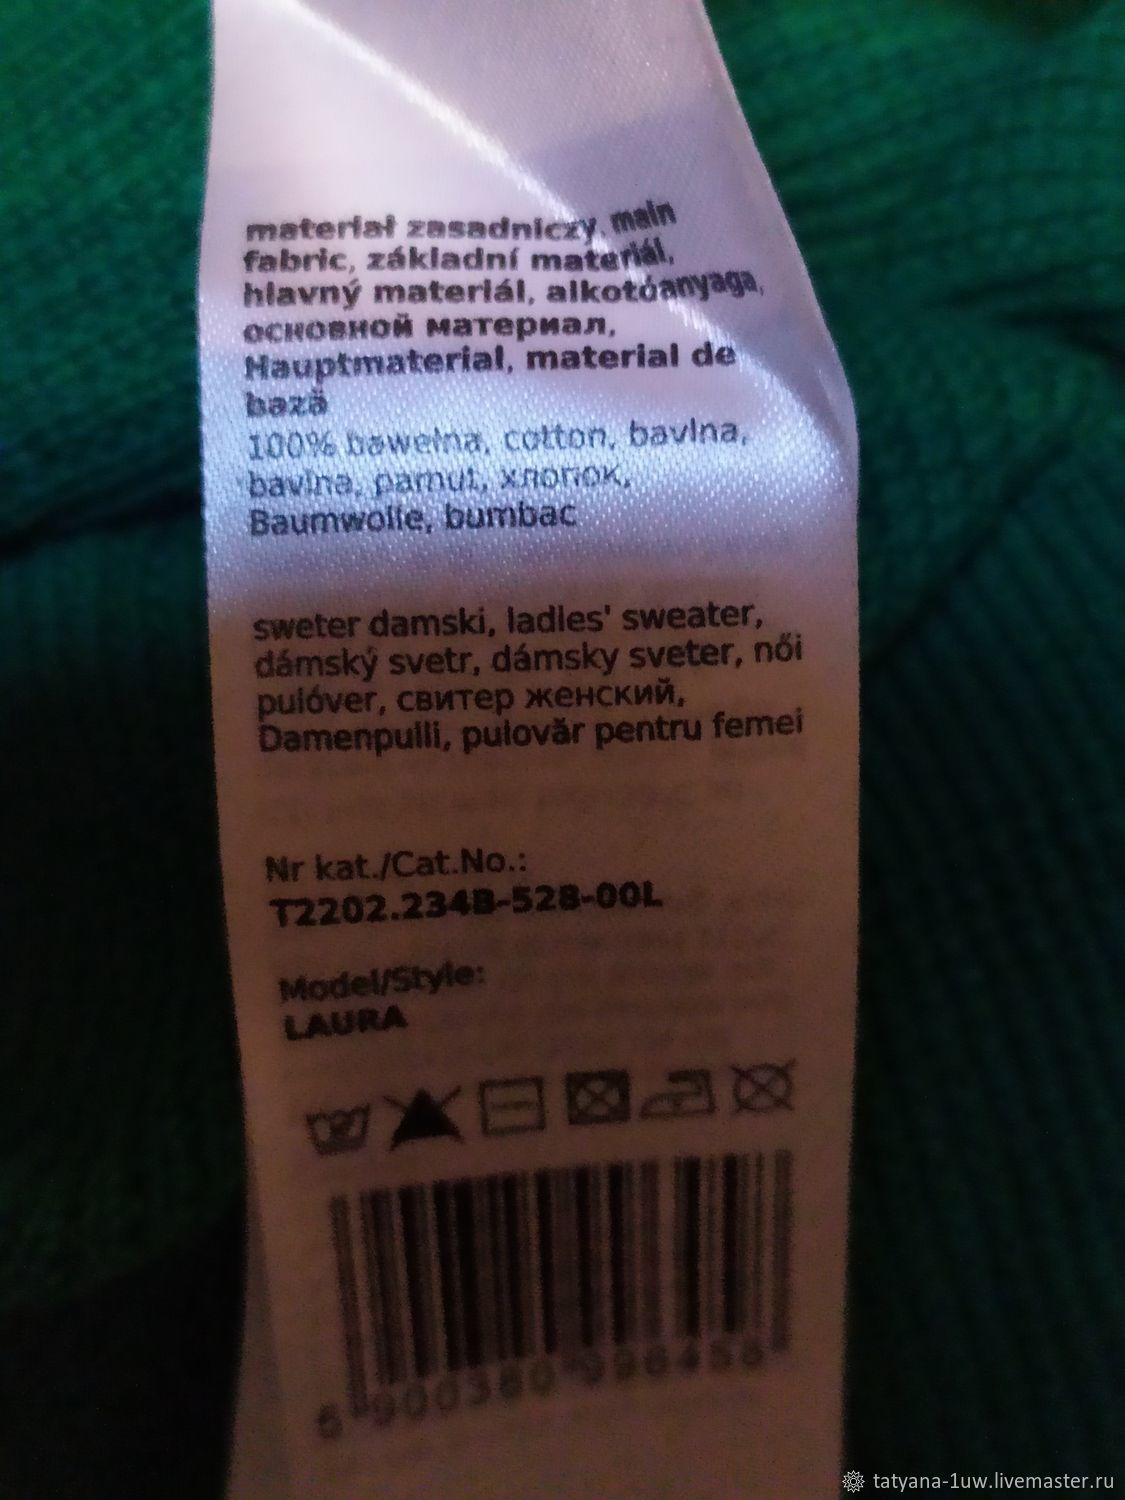 materiał zasadniczy, main
fabric, základní materiál,
hlavný materiál, alkotóanyaga,
основной материал,
Hauptmaterial, material de
bază
100% bawełna, cotton, bavlna,
bavlna, pamut, хлопок,
Baumwolle, bumbac
sweter damski, ladies' sweater,
dámský svetr, dámsky sveter, női
pulóver, свитер женский,
Damenpulli, pulovăr pentru femei
Nr kat./Cat.No.:
T2202.234B-528-00L
Model/Style:
LAURA
tatyana-1uw.livemaster.ru